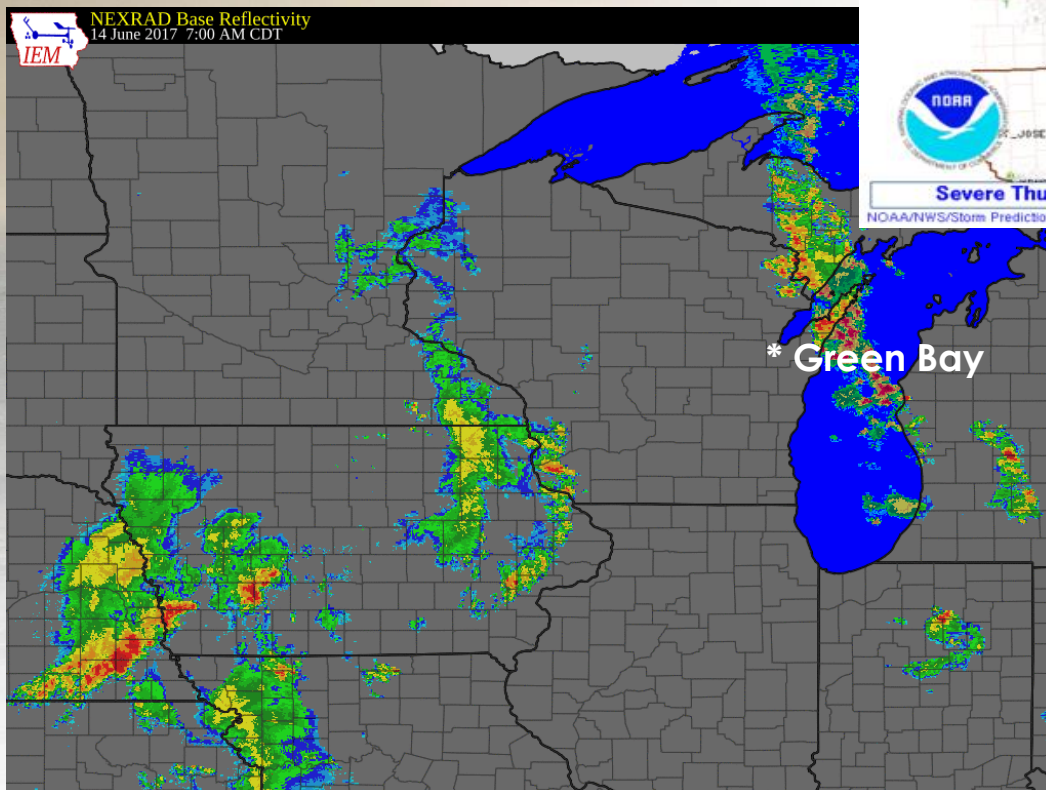 NEXRAD Base Reflectivity
14 June 2017 7:00 AM CDT
IEM
NOAA
Severe Thu
NOAA/NWS/Storm Predictio
* Green Bay